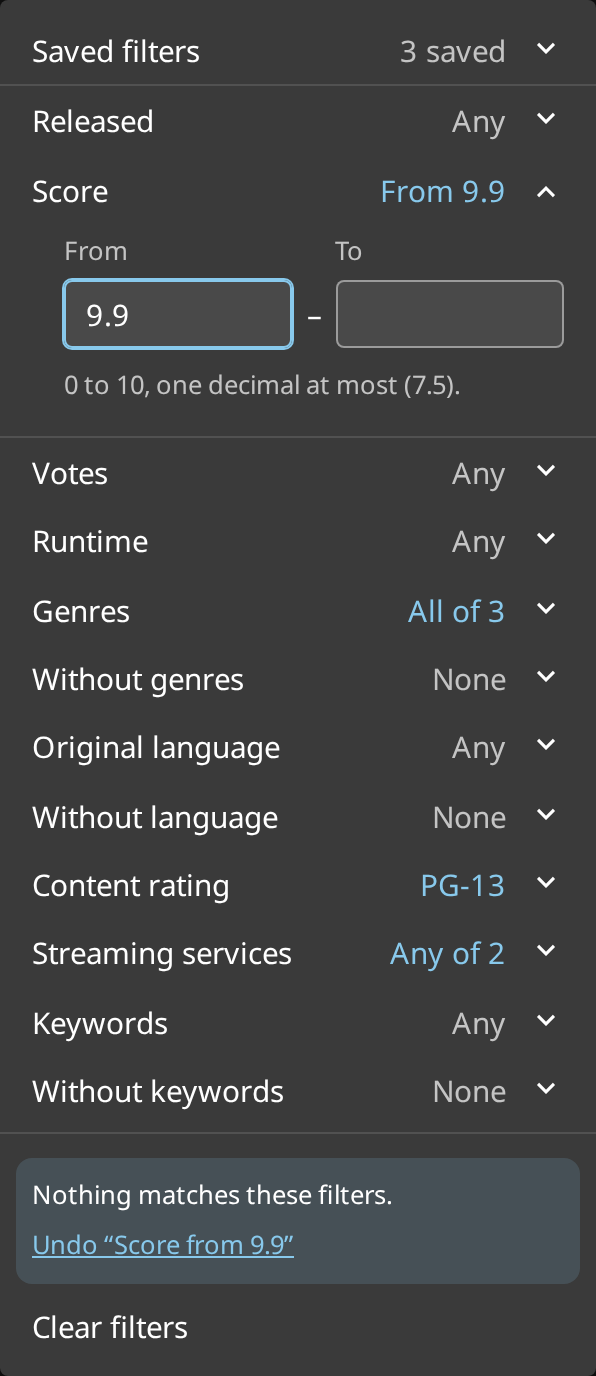 Saved filters 3 saved
Released Any
Score From 9.9
From To
9.9 –
0 to 10, one decimal at most (7.5).
Votes Any
Runtime Any
Genres All of 3
Without genres None
Original language Any
Without language None
Content rating PG-13
Streaming services Any of 2
Keywords Any
Without keywords None
Nothing matches these filters.
Undo “Score from 9.9”
Clear filters